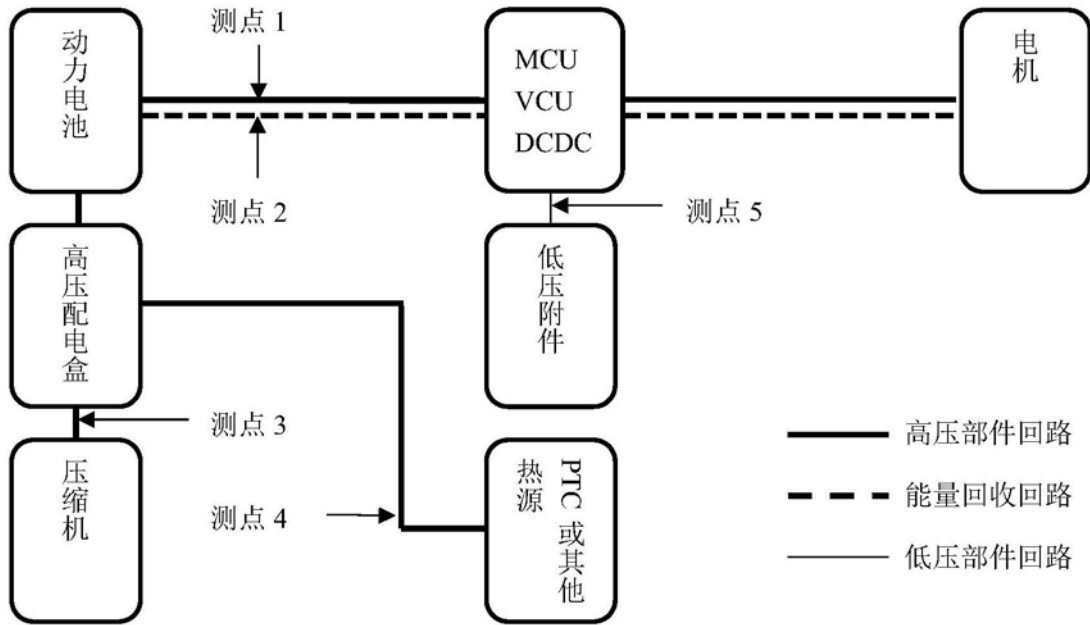 测点 1
动力电池
MCU
VCU
DCDC
电机
测点 2
测点 5
高压配电盒
低压附件
测点 3
高压部件回路
压缩机
PTC 或其他
热源
能量回收回路
测点 4
低压部件回路